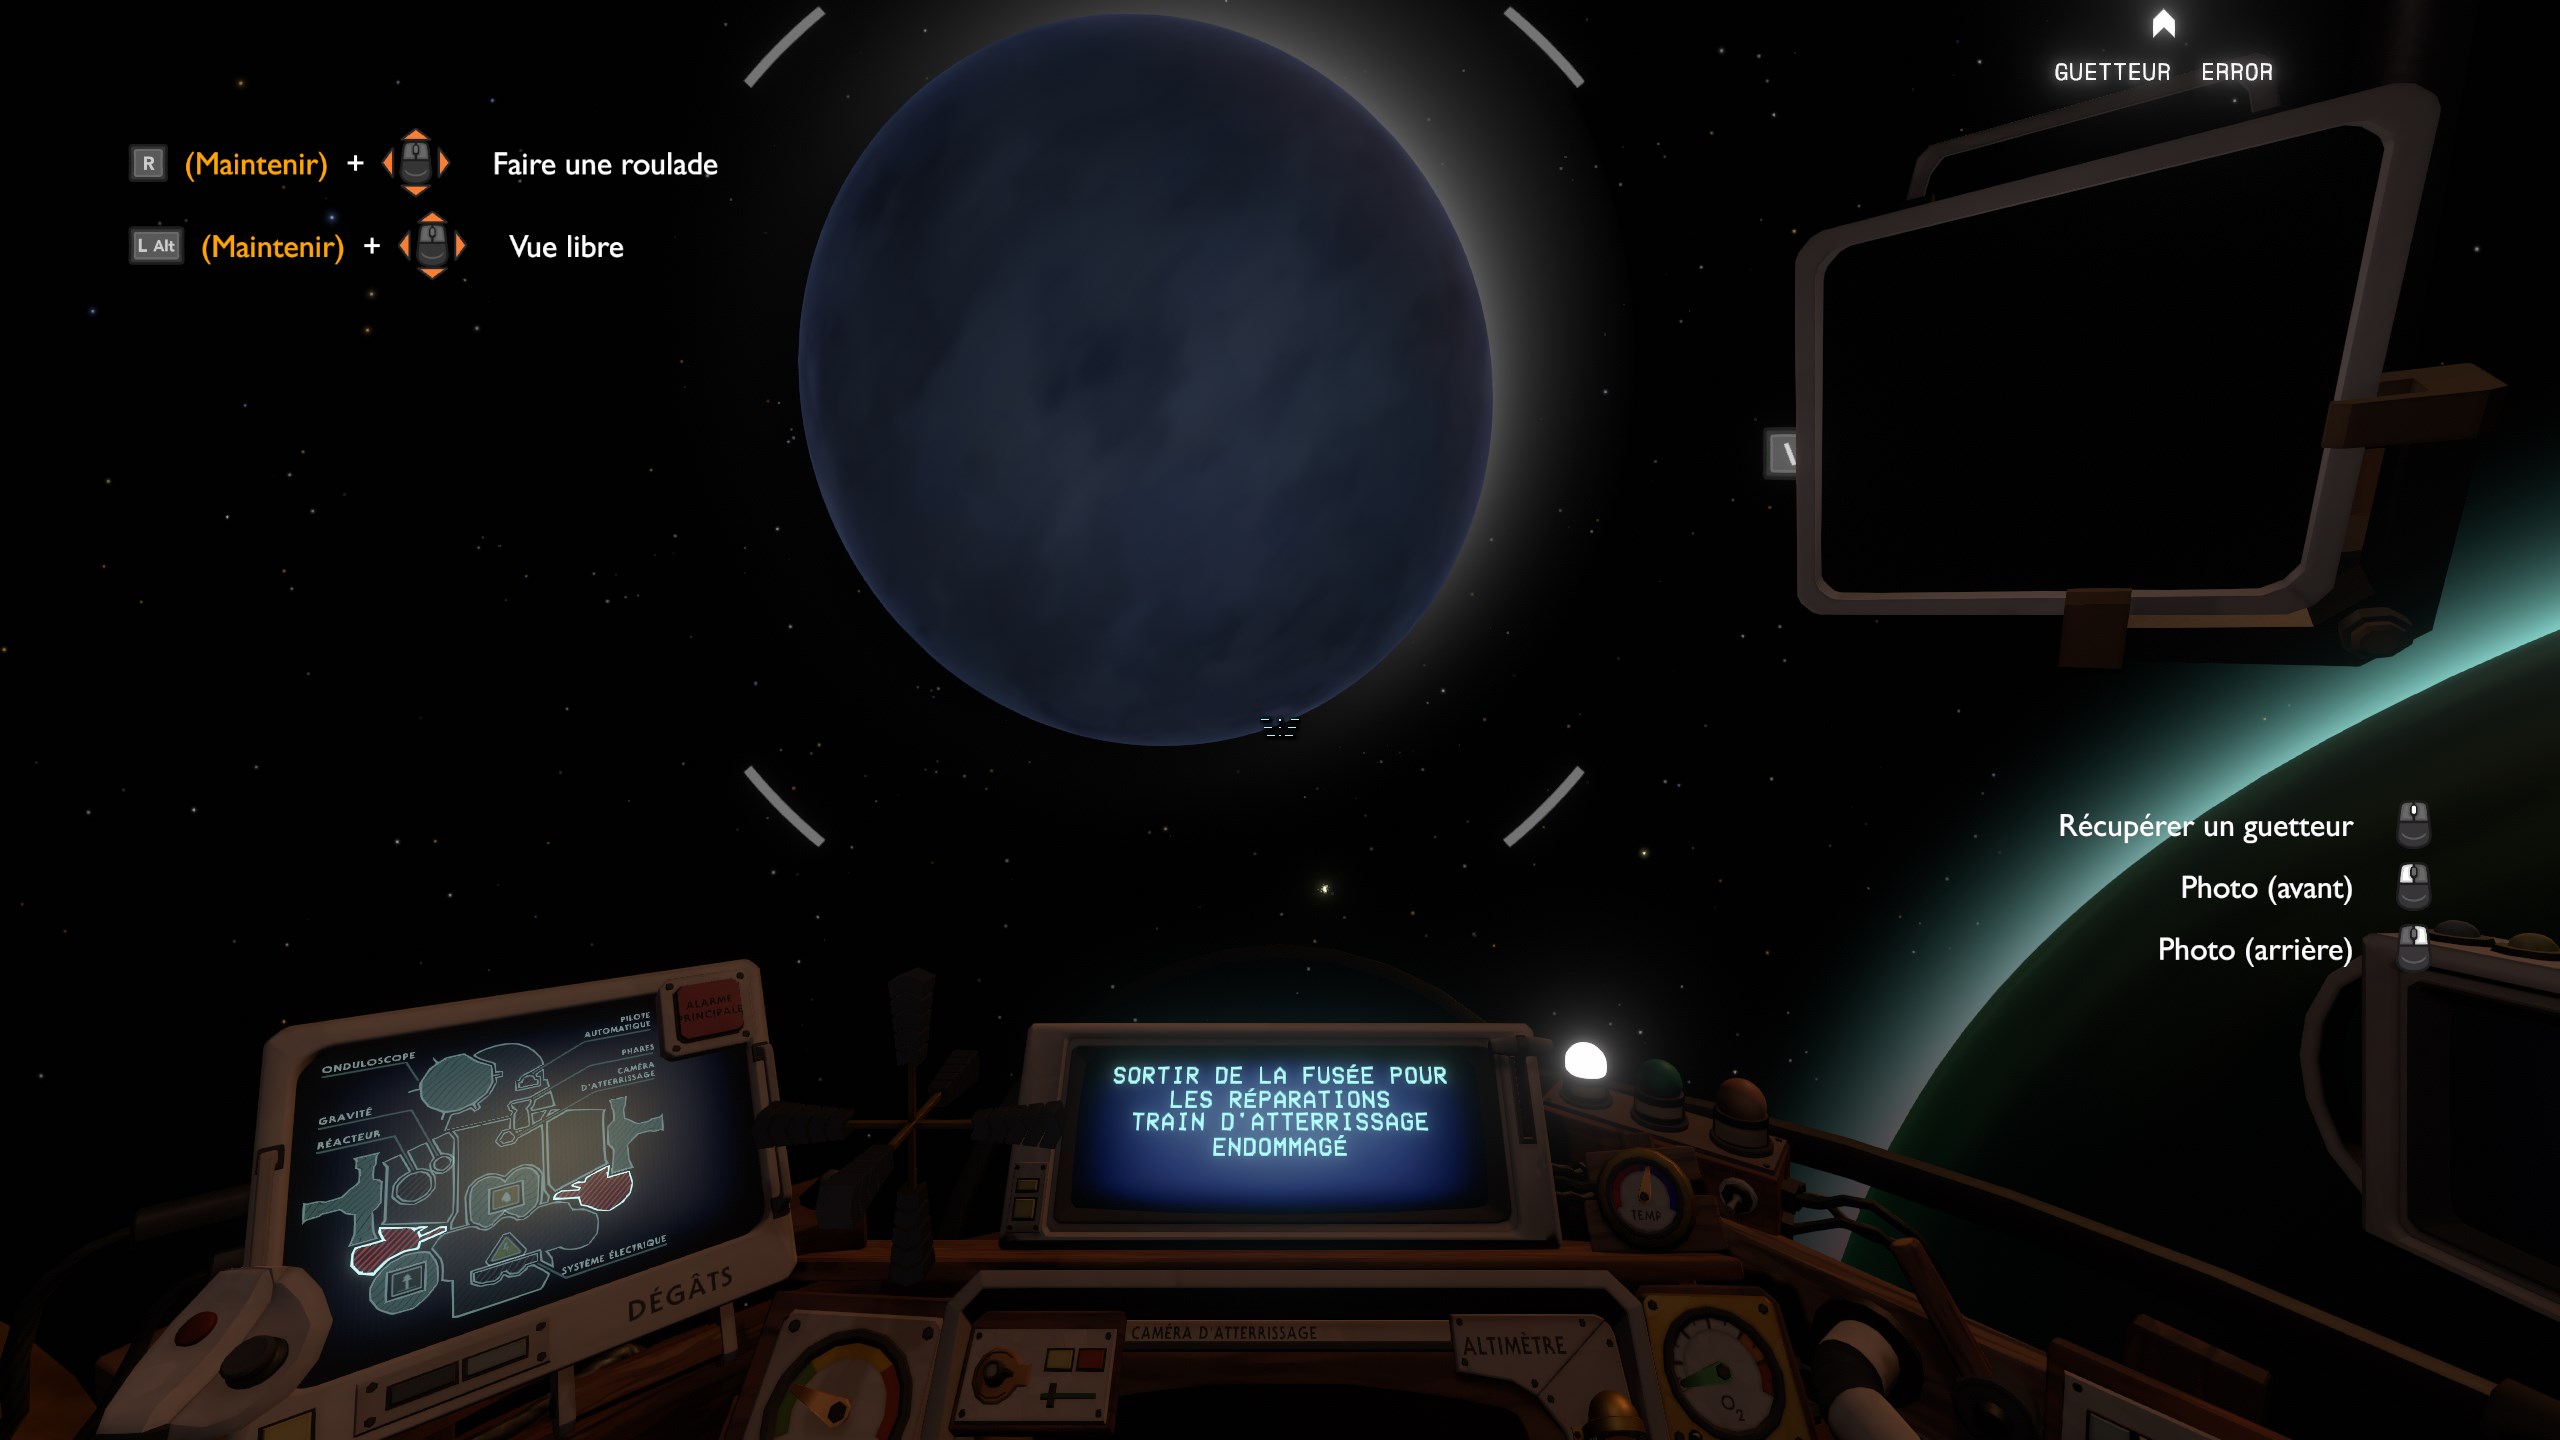 GUETTEUR ERROR
R (Maintenir) + Faire une roulade
L Alt (Maintenir) + Vue libre
Récupérer un guetteur
Photo (avant)
Photo (arrière)
ALARME
PRINCIPALE
PILOTE
AUTOMATIQUE
PHARES
CAMÉRA
D'ATTERRISSAGE
ONDULOSCOPE
GRAVITÉ
RÉACTEUR
SYSTÈME ÉLECTRIQUE
DÉGÂTS
SORTIR DE LA FUSÉE POUR
LES RÉPARATIONS
TRAIN D'ATTERRISSAGE
ENDOMMAGÉ
TEMP
CAMÉRA D'ATTERRISSAGE
ALTIMÈTRE
O2